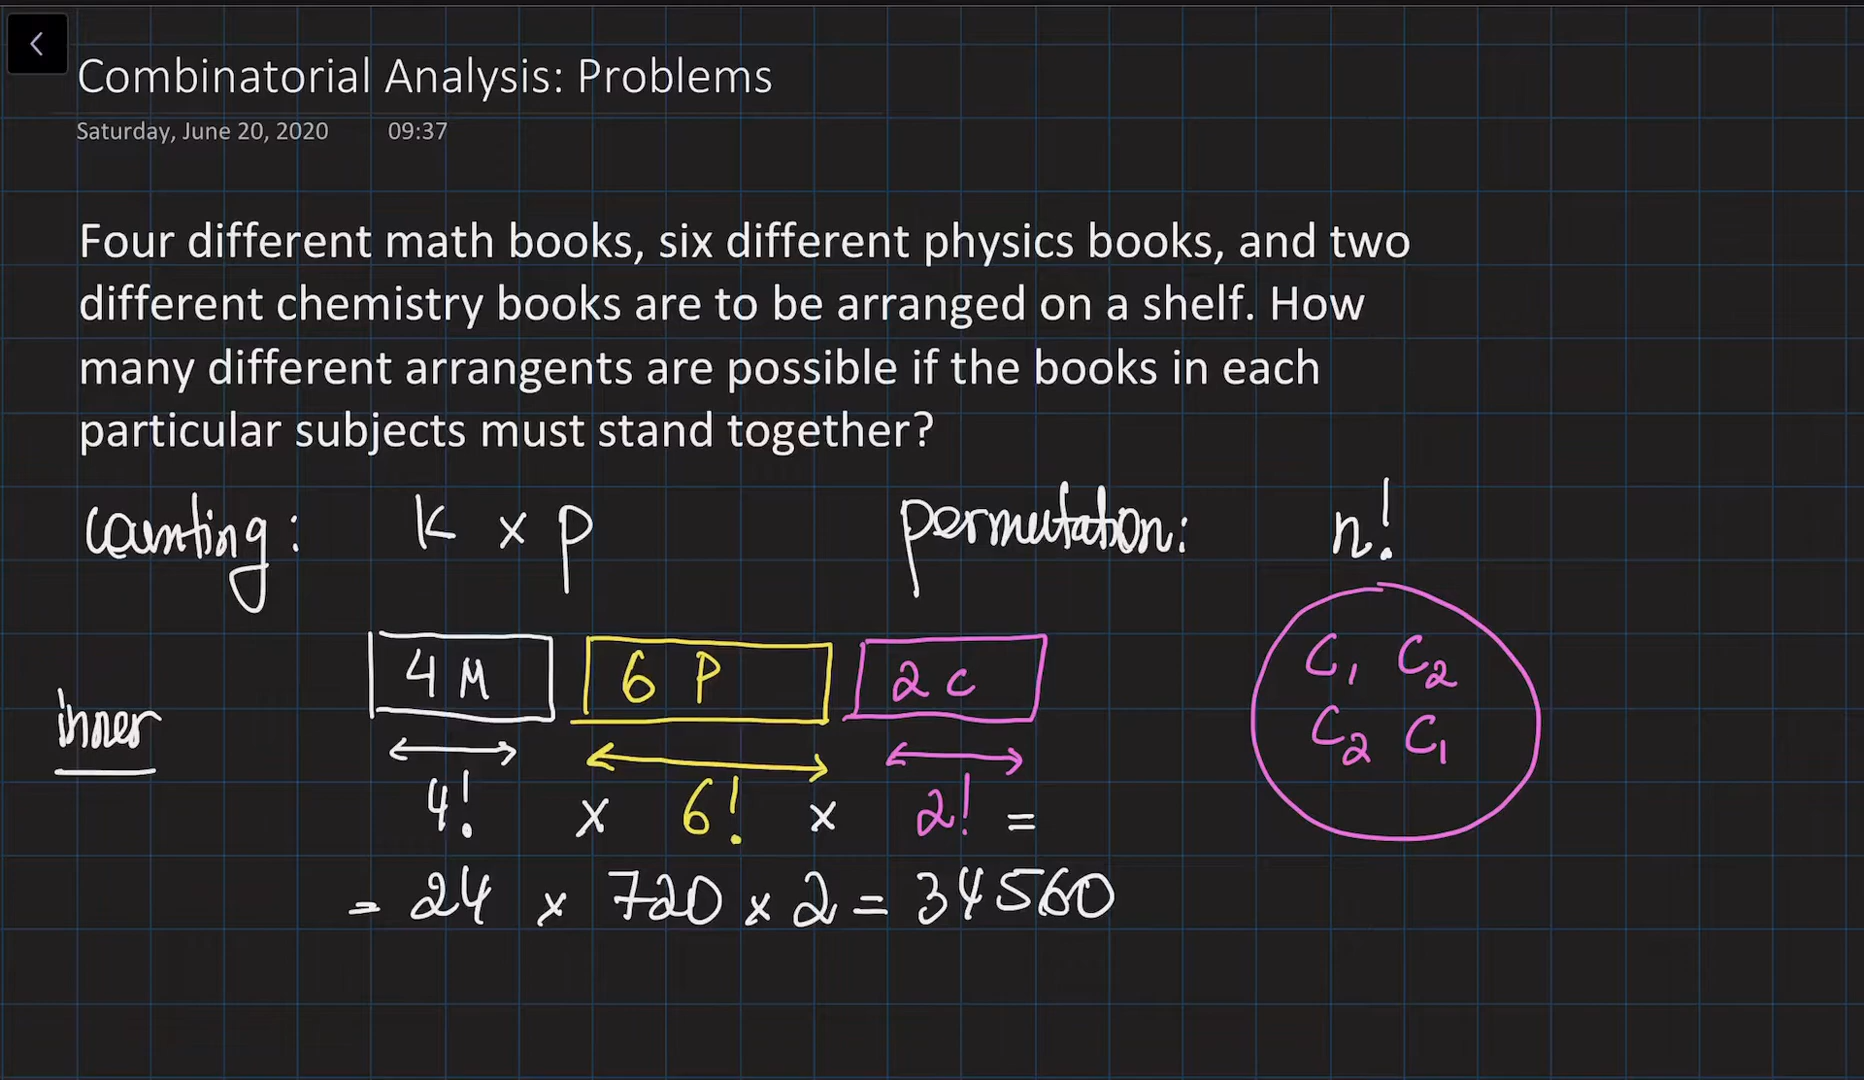 Combinatorial Analysis: Problems
Saturday, June 20, 2020 09:37
Four different math books, six different physics books, and two
different chemistry books are to be arranged on a shelf. How
many different arrangents are possible if the books in each
particular subjects must stand together?
counting: k x p permutation: n!
4 M 6 P 2 C
C1 C2
C2 C1
inner
4! x 6! x 2! =
= 24 x 720 x 2 = 34560